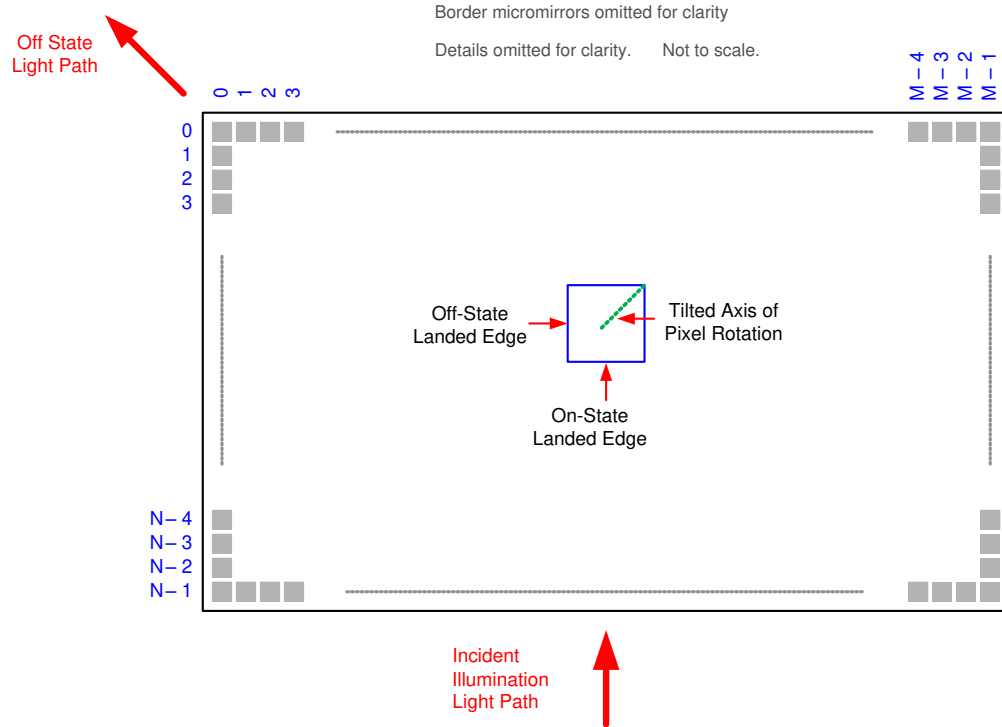 Border micromirrors omitted for clarity
Details omitted for clarity. Not to scale.
Off State
Light Path
0 1 2 3
M – 4 M – 3 M – 2 M – 1
0
1
2
3
Off-State
Landed Edge
Tilted Axis of
Pixel Rotation
On-State
Landed Edge
N – 4
N – 3
N – 2
N – 1
Incident
Illumination
Light Path